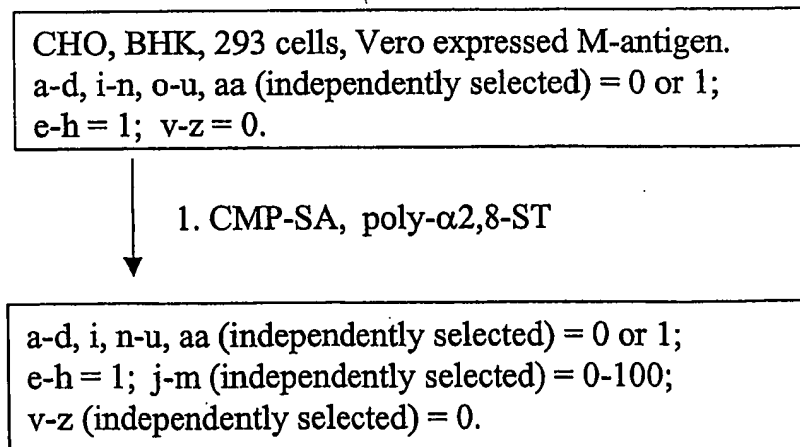 CHO, BHK, 293 cells, Vero expressed M-antigen.
a-d, i-n, o-u, aa (independently selected) = 0 or 1;
e-h = 1; v-z = 0.
1. CMP-SA, poly-α2,8-ST
a-d, i, n-u, aa (independently selected) = 0 or 1;
e-h = 1; j-m (independently selected) = 0-100;
v-z (independently selected) = 0.